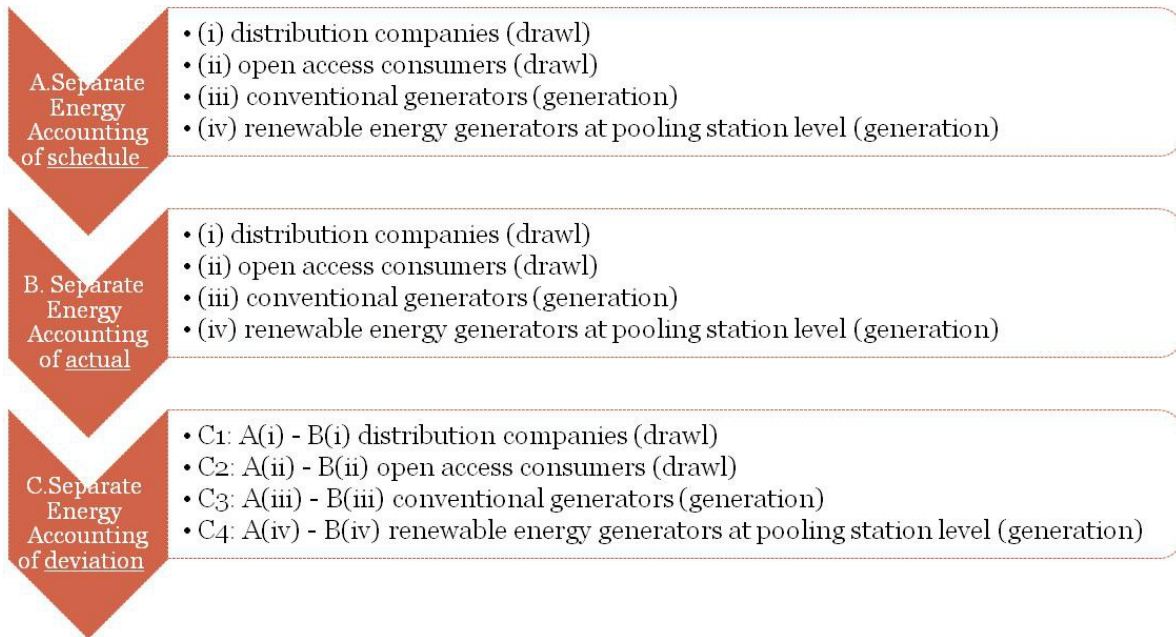 A.Separate
Energy
Accounting
of schedule
• (i) distribution companies (drawl)
• (ii) open access consumers (drawl)
• (iii) conventional generators (generation)
• (iv) renewable energy generators at pooling station level (generation)
B. Separate
Energy
Accounting
of actual
• (i) distribution companies (drawl)
• (ii) open access consumers (drawl)
• (iii) conventional generators (generation)
• (iv) renewable energy generators at pooling station level (generation)
C.Separate
Energy
Accounting
of deviation
• C1: A(i) - B(i) distribution companies (drawl)
• C2: A(ii) - B(ii) open access consumers (drawl)
• C3: A(iii) - B(iii) conventional generators (generation)
• C4: A(iv) - B(iv) renewable energy generators at pooling station level (generation)